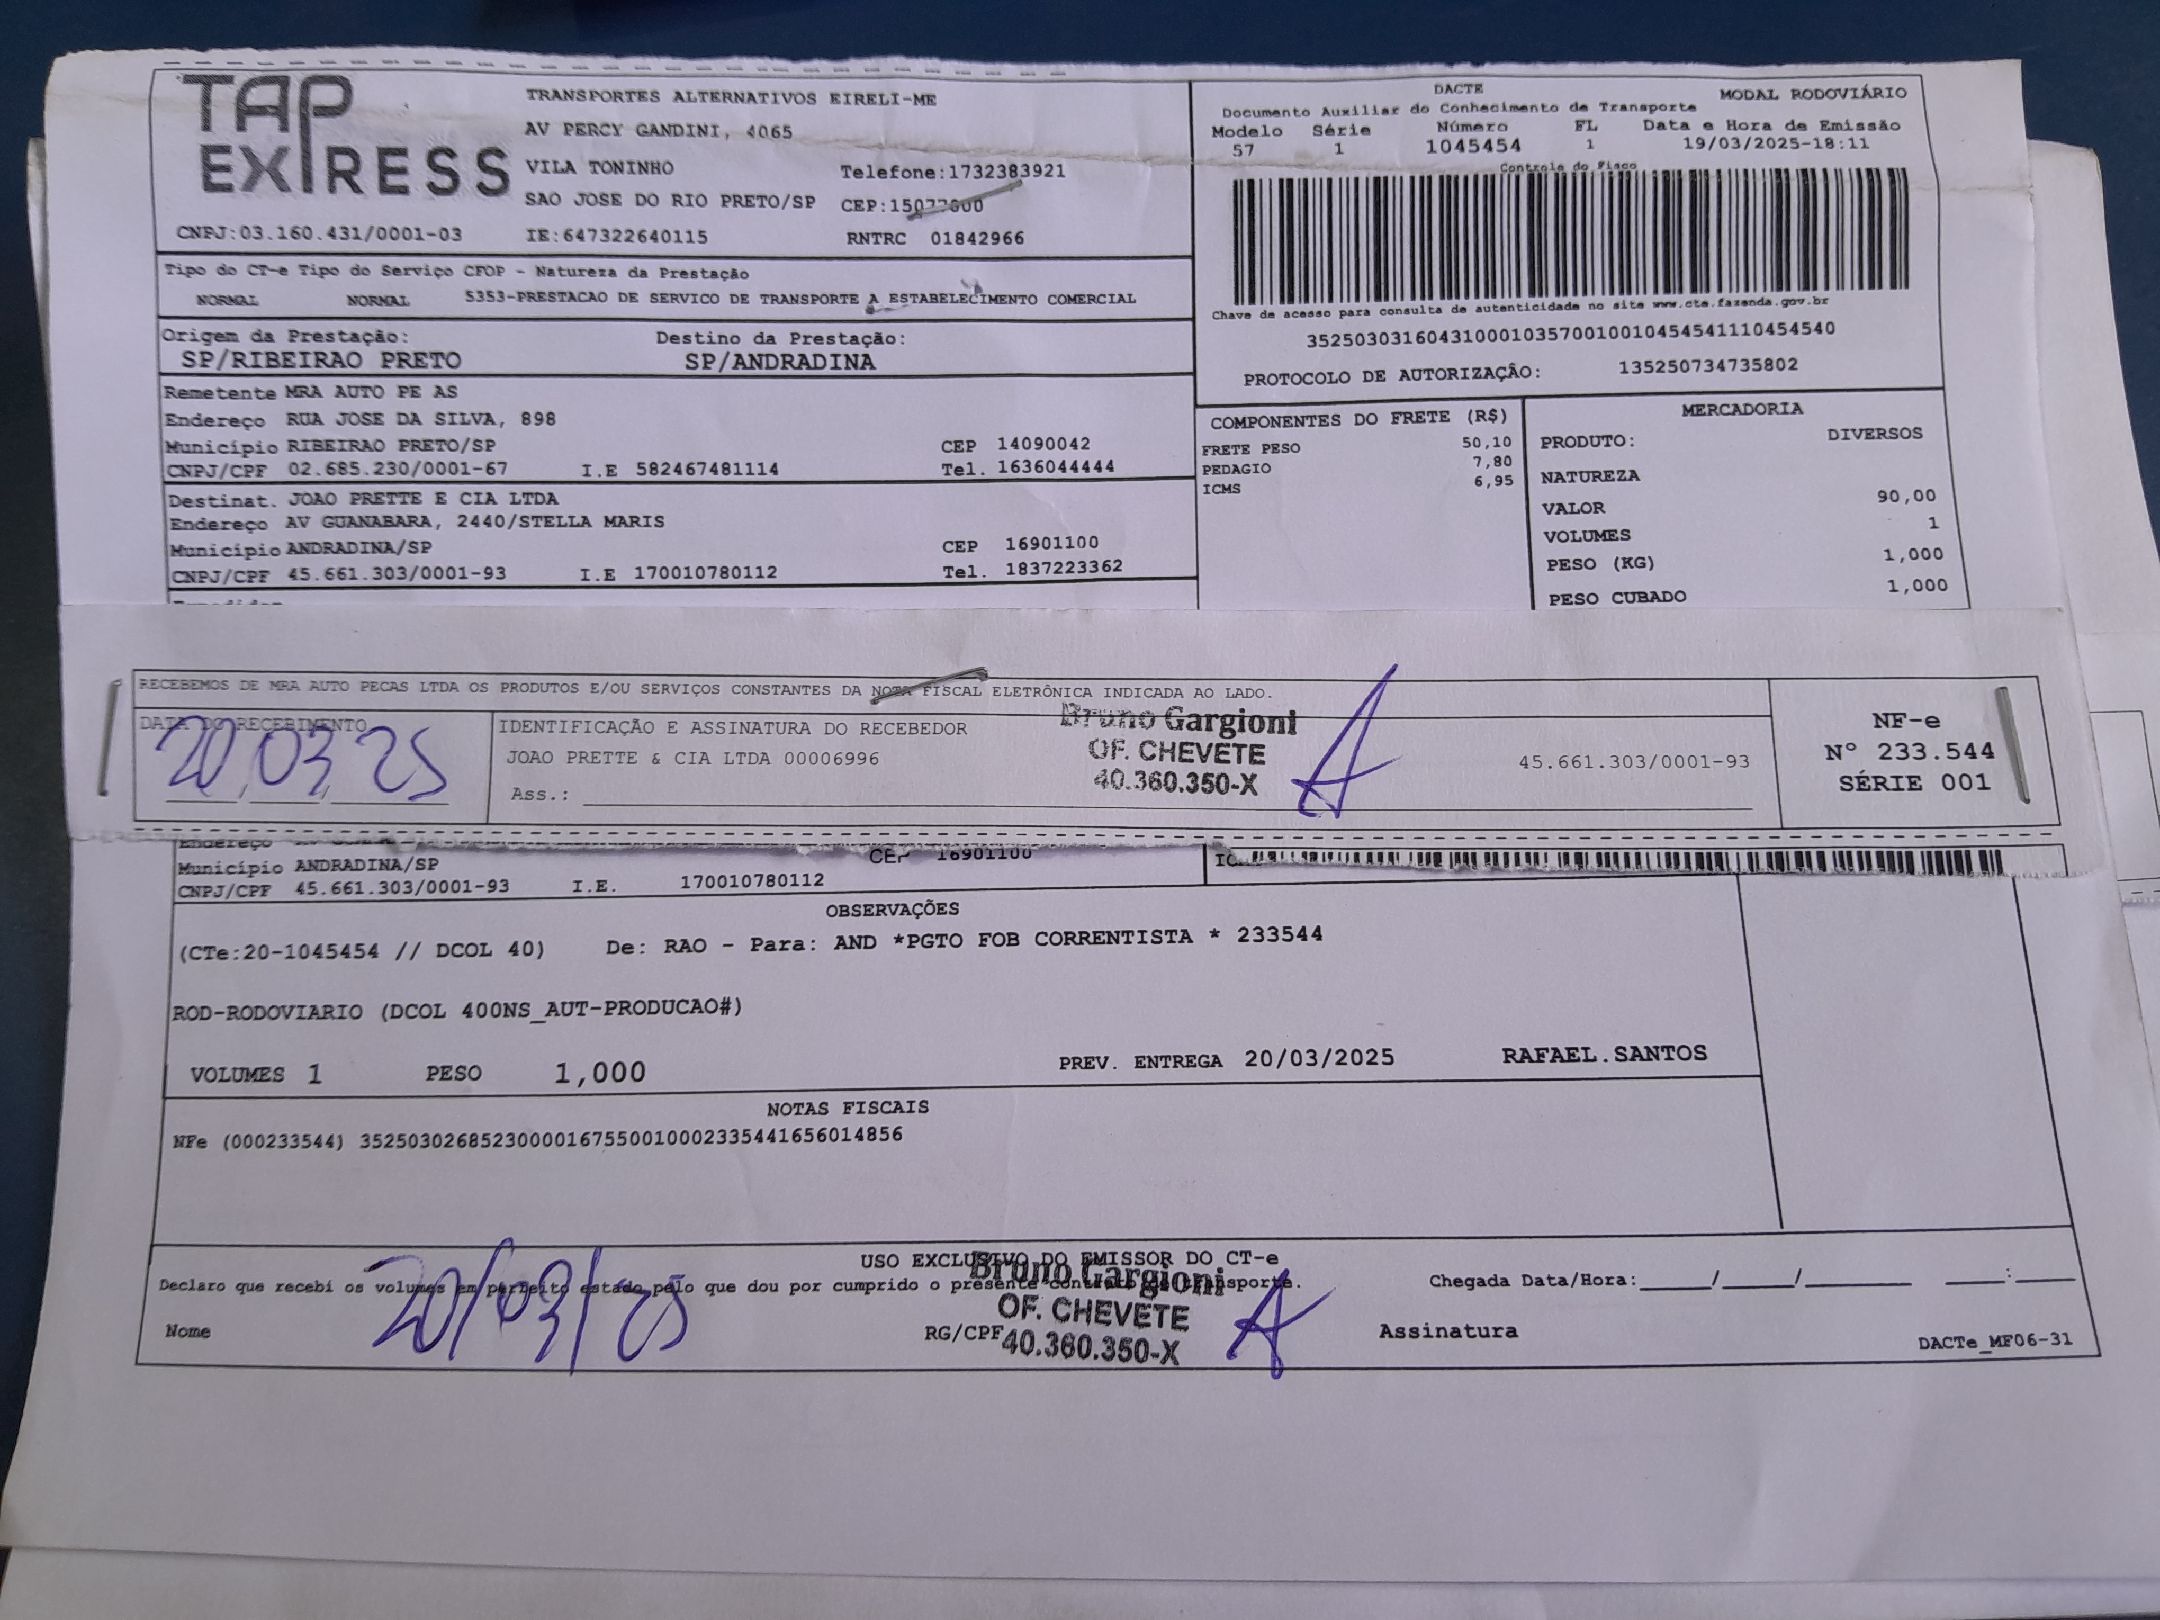 TAP EXPRESS
TRANSPORTES ALTERNATIVOS EIRELI-ME
AV PERCY GANDINI, 4065
VILA TONINHO Telefone:1732383921
SAO JOSE DO RIO PRETO/SP CEP:
CNPJ:03.160.431/0001-03 IE:647322640115 RNTRC 01842966
DACTE
Documento Auxiliar do Conhecimento de Transporte MODAL RODOVIÁRIO
Modelo Série Número FL Data e Hora de Emissão
57 1 1045454 1 19/03/2025-18:11
Controle do Fisco
Chave de acesso para consulta de autenticidade no site www.cte.fazenda.gov.br
35250303160431000103570010010454541110454540
PROTOCOLO DE AUTORIZAÇÃO: 135250734735802
Tipo do CT-e Tipo do Serviço CFOP - Natureza da Prestação
NORMAL NORMAL 5353-PRESTACAO DE SERVICO DE TRANSPORTE A ESTABELECIMENTO COMERCIAL
Origem da Prestação: Destino da Prestação:
SP/RIBEIRAO PRETO SP/ANDRADINA
Remetente MRA AUTO PE AS
Endereço RUA JOSE DA SILVA, 898
Município RIBEIRAO PRETO/SP CEP 14090042
CNPJ/CPF 02.685.230/0001-67 I.E 582467481114 Tel. 1636044444
Destinat. JOAO PRETTE E CIA LTDA
Endereço AV GUANABARA, 2440/STELLA MARIS
Município ANDRADINA/SP CEP 16901100
CNPJ/CPF 45.661.303/0001-93 I.E 170010780112 Tel. 1837223362
COMPONENTES DO FRETE (R$)
FRETE PESO 50,10
PEDAGIO 7,80
ICMS 6,95
MERCADORIA
PRODUTO: DIVERSOS
NATUREZA
VALOR 90,00
VOLUMES 1
PESO (KG) 1,000
PESO CUBADO 1,000
RECEBEMOS DE MRA AUTO PECAS LTDA OS PRODUTOS E/OU SERVIÇOS CONSTANTES DA NOTA FISCAL ELETRÔNICA INDICADA AO LADO.
DATA DO RECEBIMENTO
20 03 25
IDENTIFICAÇÃO E ASSINATURA DO RECEBEDOR
JOAO PRETTE & CIA LTDA 00006996 45.661.303/0001-93
Ass.:
Bruno Gargioni
OF. CHEVETE
40.360.350-X
NF-e
Nº 233.544
SÉRIE 001
Endereço CEP 16901100
Município ANDRADINA/SP
CNPJ/CPF 45.661.303/0001-93 I.E. 170010780112
OBSERVAÇÕES
(CTe:20-1045454 // DCOL 40) De: RAO - Para: AND *PGTO FOB CORRENTISTA * 233544
ROD-RODOVIARIO (DCOL 400NS_AUT-PRODUCAO#)
VOLUMES 1 PESO 1,000 PREV. ENTREGA 20/03/2025 RAFAEL.SANTOS
NOTAS FISCAIS
NFe (000233544) 35250302685230000167550010002335441656014856
USO EXCLUSIVO DO EMISSOR DO CT-e
Declaro que recebi os volumes em perfeito estado pelo que dou por cumprido o presente contrato de transporte. Chegada Data/Hora:___/___/___ __:__
20/03/25
Bruno Gargioni
OF. CHEVETE
40.360.350-X
Nome RG/CPF Assinatura
DACTe_MF06-31